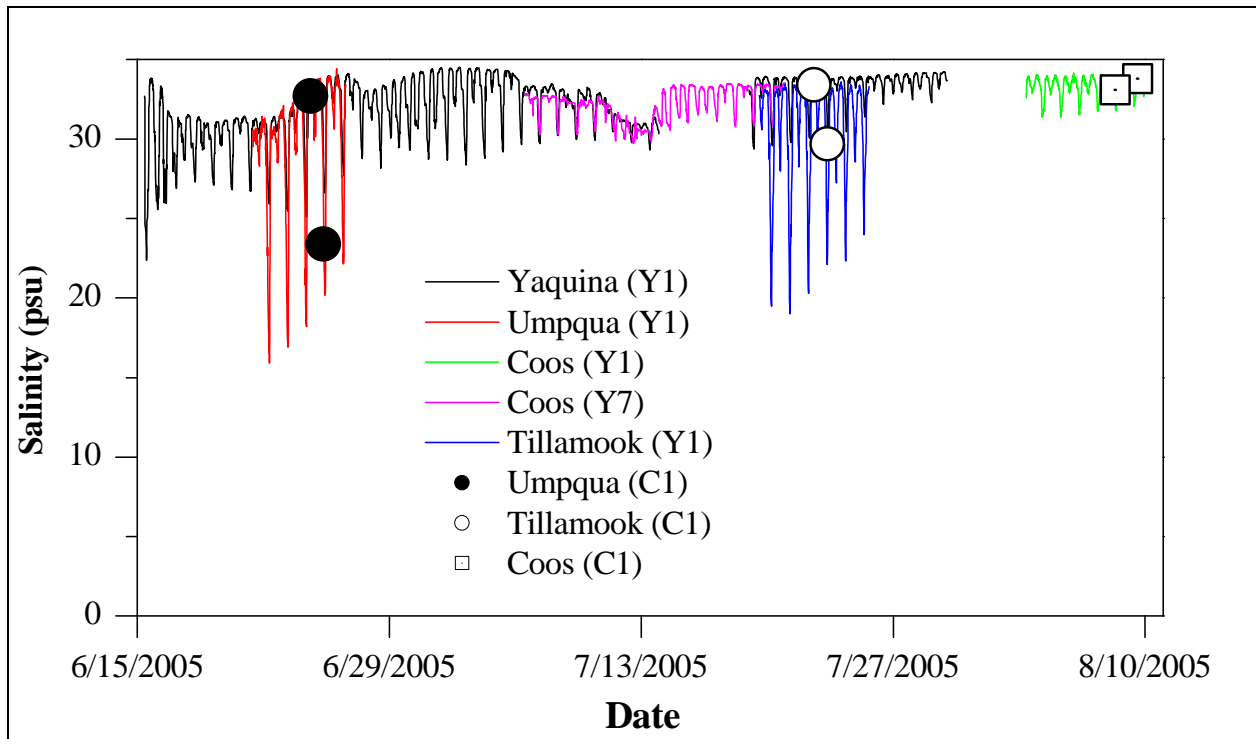 Salinity (psu)
30
20
10
0
Yaquina (Y1)
Umpqua (Y1)
Coos (Y1)
Coos (Y7)
Tillamook (Y1)
Umpqua (C1)
Tillamook (C1)
Coos (C1)
6/15/2005 6/29/2005 7/13/2005 7/27/2005 8/10/2005
Date